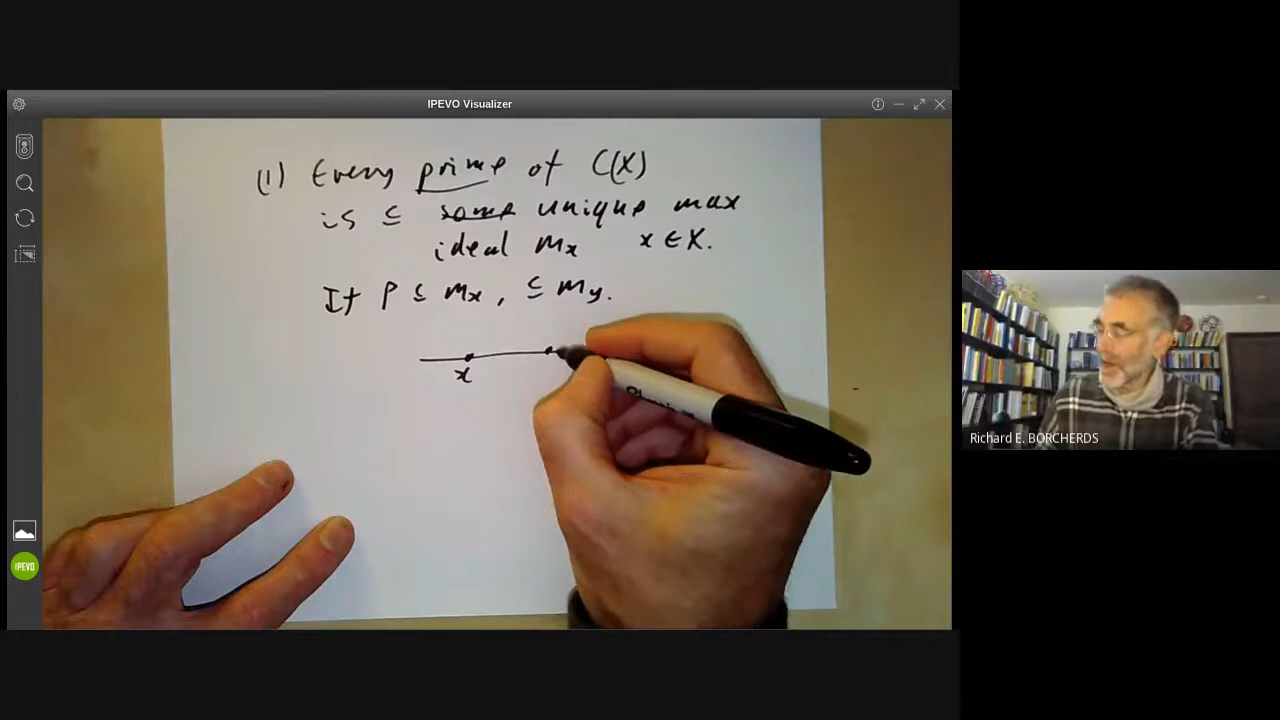 IPEVO Visualizer
(1) Every prime of C(X)
is ⊆ some unique max
ideal mx x ∈ X.
If P ⊆ mx, ⊆ my.
x
Richard E. BORCHERDS
IPEVO